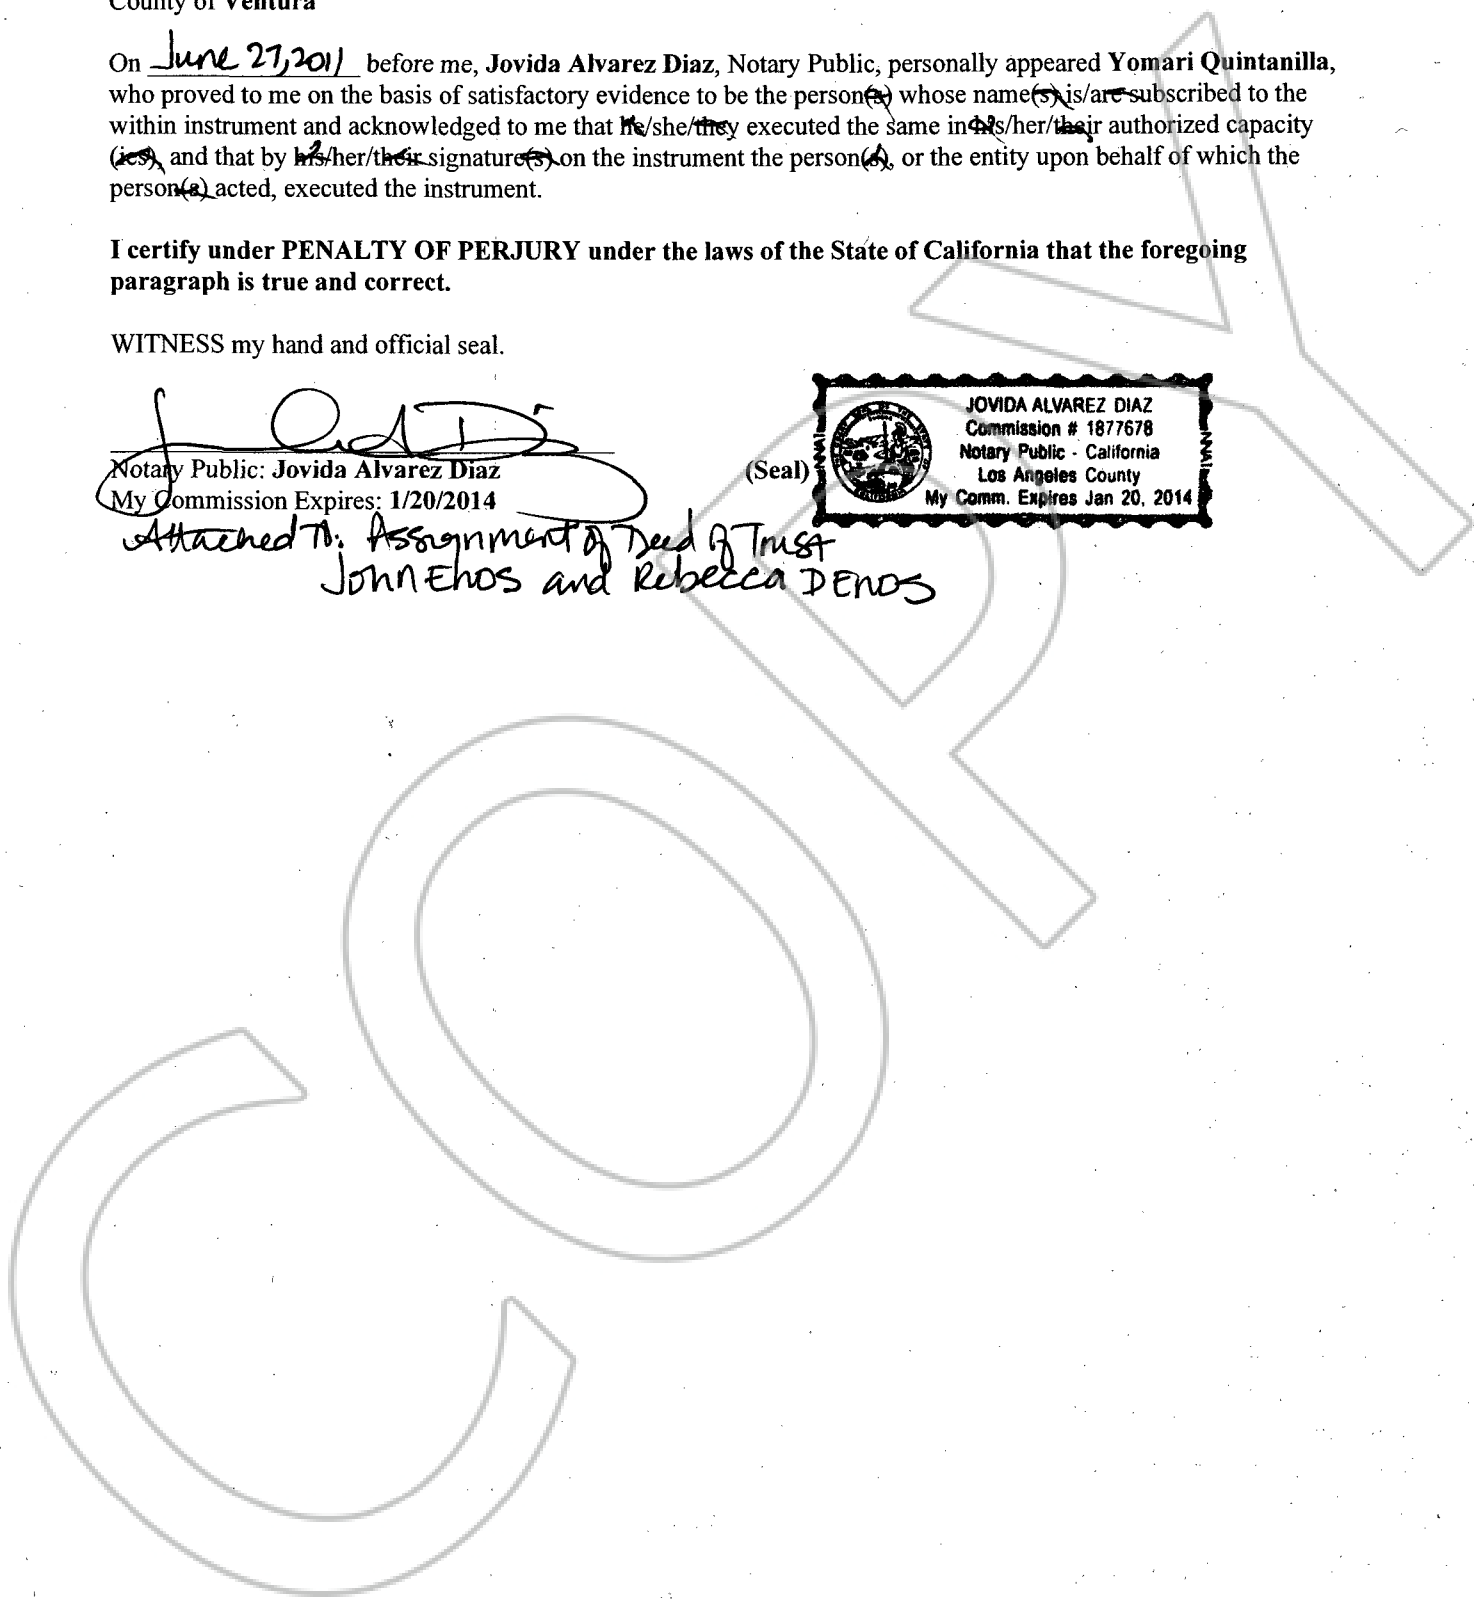 County of Ventura
On June 27, 2011 before me, Jovida Alvarez Diaz, Notary Public, personally appeared Yomari Quintanilla,
who proved to me on the basis of satisfactory evidence to be the person(s) whose name(s) is/are subscribed to the
within instrument and acknowledged to me that he/she/they executed the same in his/her/their authorized capacity
(ies), and that by his/her/their signature(s) on the instrument the person(s), or the entity upon behalf of which the
person(s) acted, executed the instrument.
I certify under PENALTY OF PERJURY under the laws of the State of California that the foregoing
paragraph is true and correct.
WITNESS my hand and official seal.
Notary Public: Jovida Alvarez Diaz
My Commission Expires: 1/20/2014
(Seal)
JOVIDA ALVAREZ DIAZ
Commission # 1877678
Notary Public - California
Los Angeles County
My Comm. Expires Jan 20, 2014
Attached To: Assignment of Deed of Trust
John Enos and Rebecca D Enos
COPY